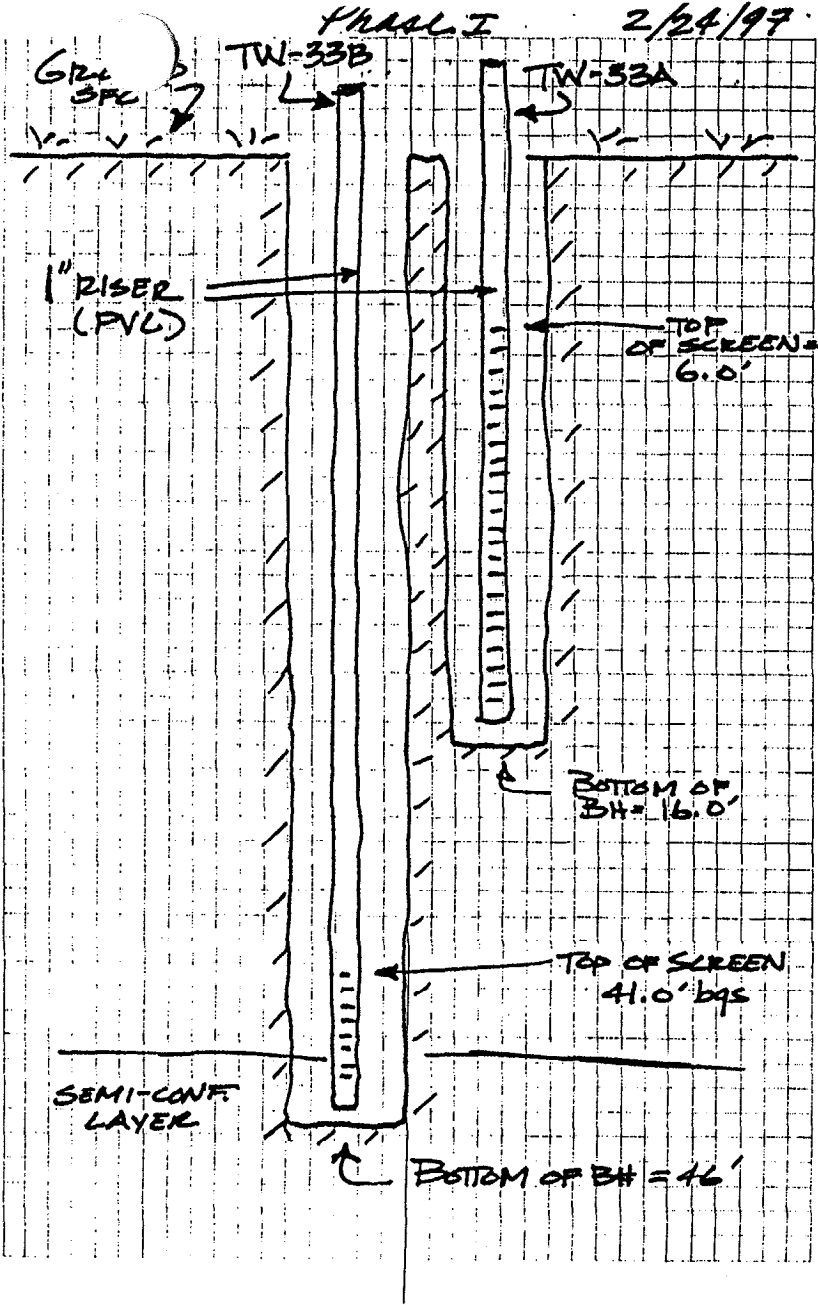 Phase I 2/24/97
TW-33B
TW-33A
SFC
1" RISER
(PVC)
TOP
OF SCREEN =
6.0'
BOTTOM OF
BH = 16.0'
TOP OF SCREEN
41.0' bgs
SEMI-CONF.
LAYER
BOTTOM OF BH = 46'